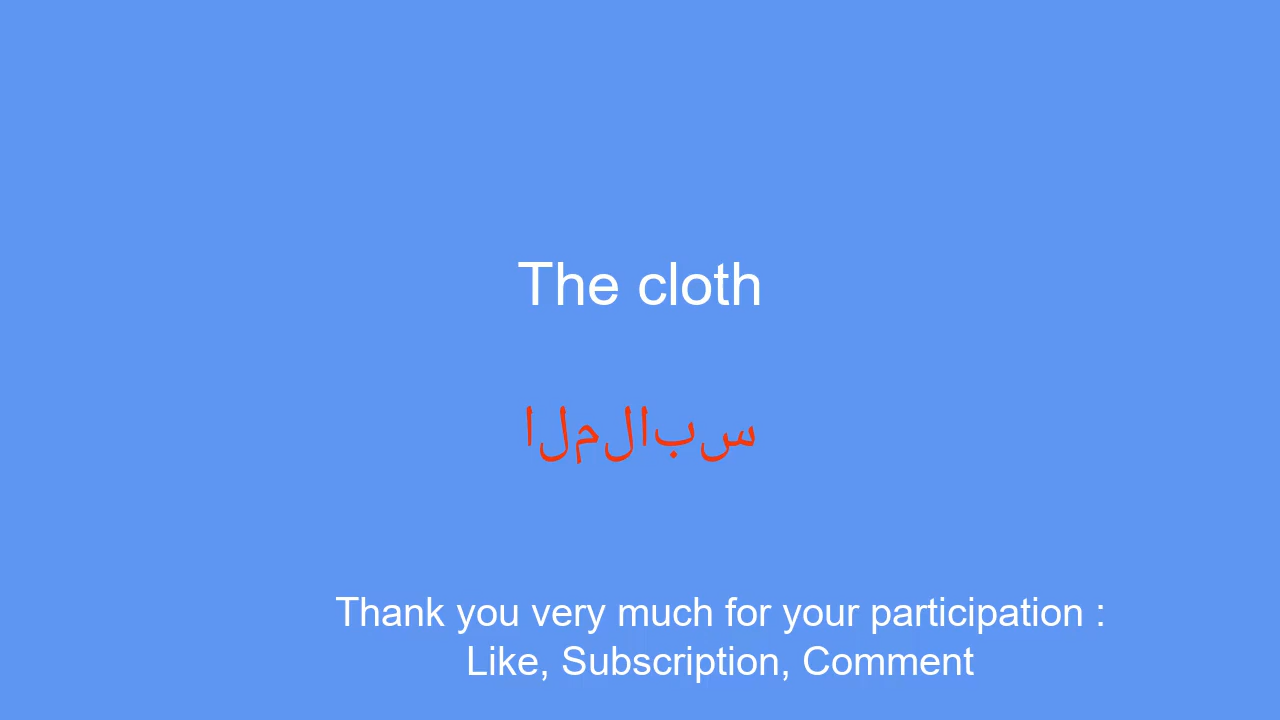 The cloth
الملابس
Thank you very much for your participation :
Like, Subscription, Comment